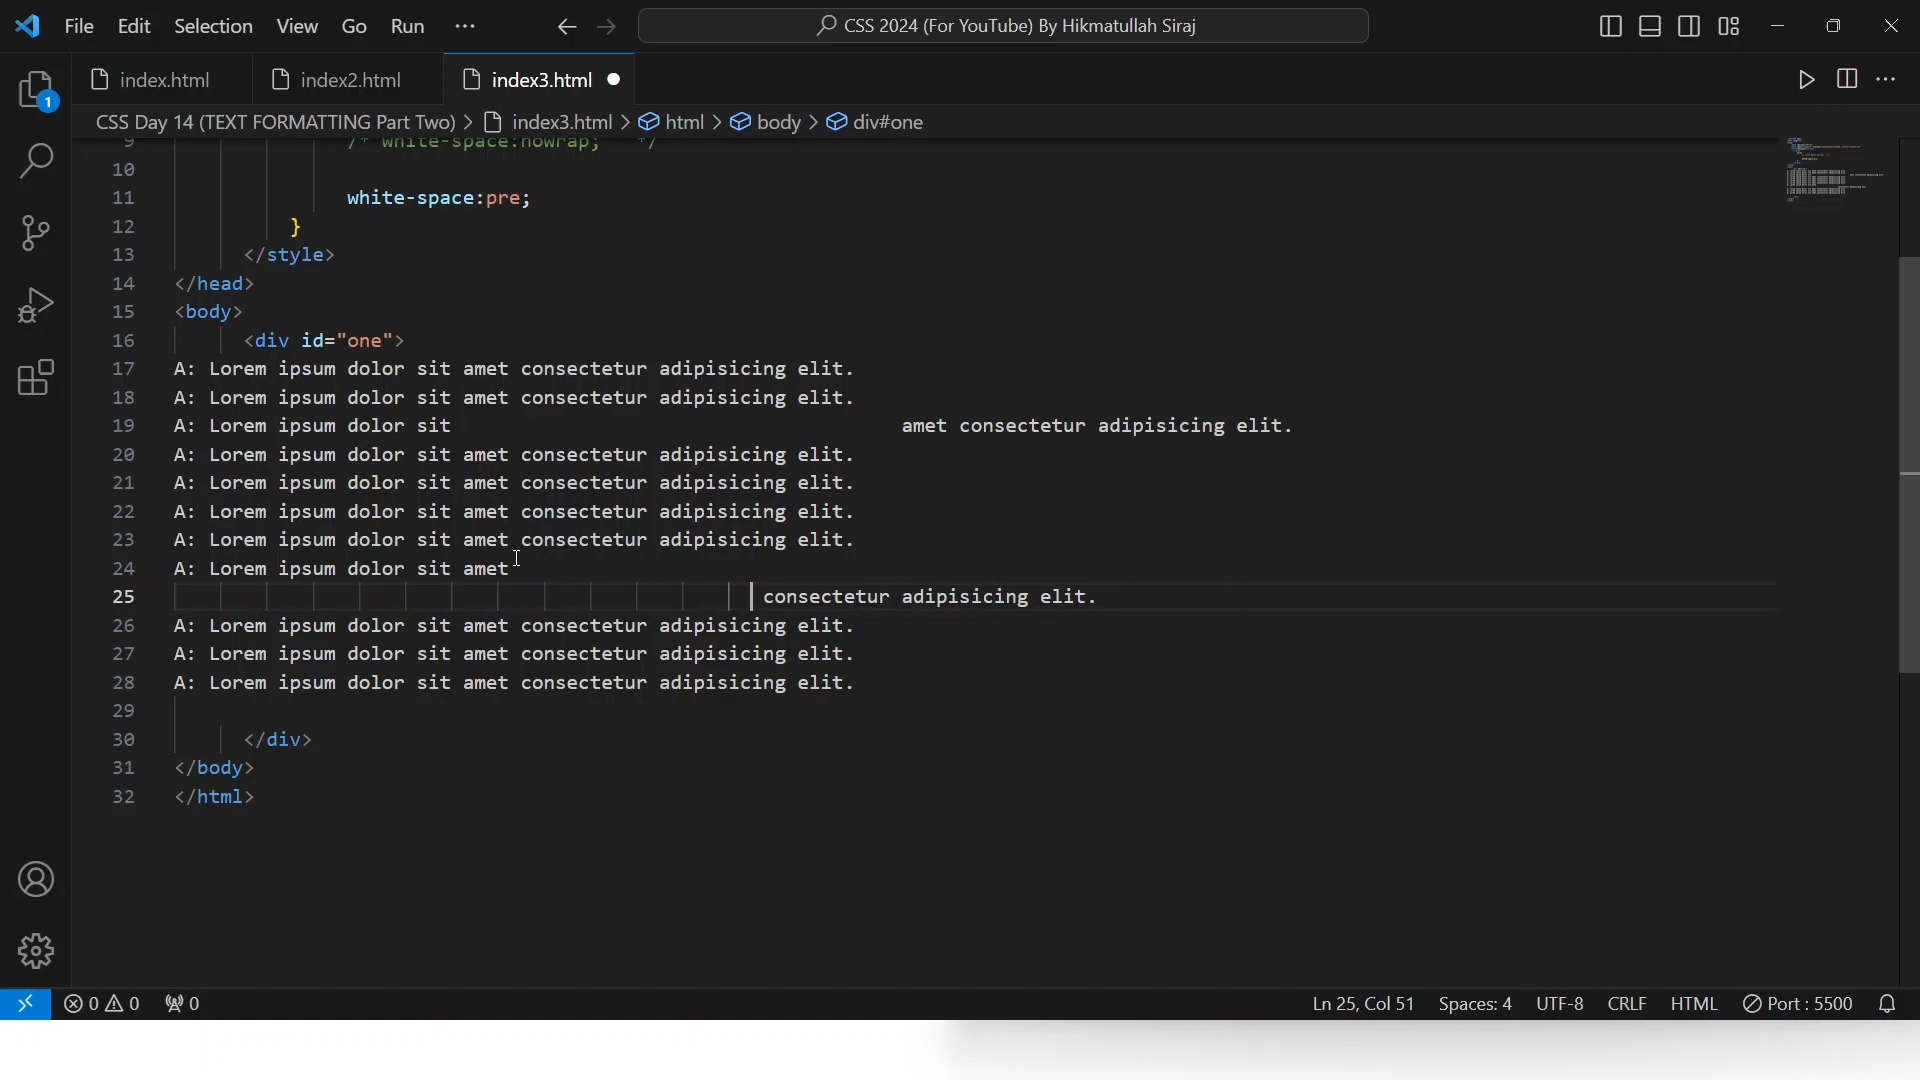 File Edit Selection View Go Run ··· CSS 2024 (For YouTube) By Hikmatullah Siraj
1
index.html index2.html index3.html
CSS Day 14 (TEXT FORMATTING Part Two) > index3.html > html > body > div#one
9 /* white-space:nowrap; */
10
11 white-space:pre;
12 }
13 </style>
14 </head>
15 <body>
16 <div id="one">
17 A: Lorem ipsum dolor sit amet consectetur adipisicing elit.
18 A: Lorem ipsum dolor sit amet consectetur adipisicing elit.
19 A: Lorem ipsum dolor sit amet consectetur adipisicing elit.
20 A: Lorem ipsum dolor sit amet consectetur adipisicing elit.
21 A: Lorem ipsum dolor sit amet consectetur adipisicing elit.
22 A: Lorem ipsum dolor sit amet consectetur adipisicing elit.
23 A: Lorem ipsum dolor sit amet consectetur adipisicing elit.
24 A: Lorem ipsum dolor sit amet
25 consectetur adipisicing elit.
26 A: Lorem ipsum dolor sit amet consectetur adipisicing elit.
27 A: Lorem ipsum dolor sit amet consectetur adipisicing elit.
28 A: Lorem ipsum dolor sit amet consectetur adipisicing elit.
29
30 </div>
31 </body>
32 </html>
0 0 0 Ln 25, Col 51 Spaces: 4 UTF-8 CRLF HTML Port : 5500